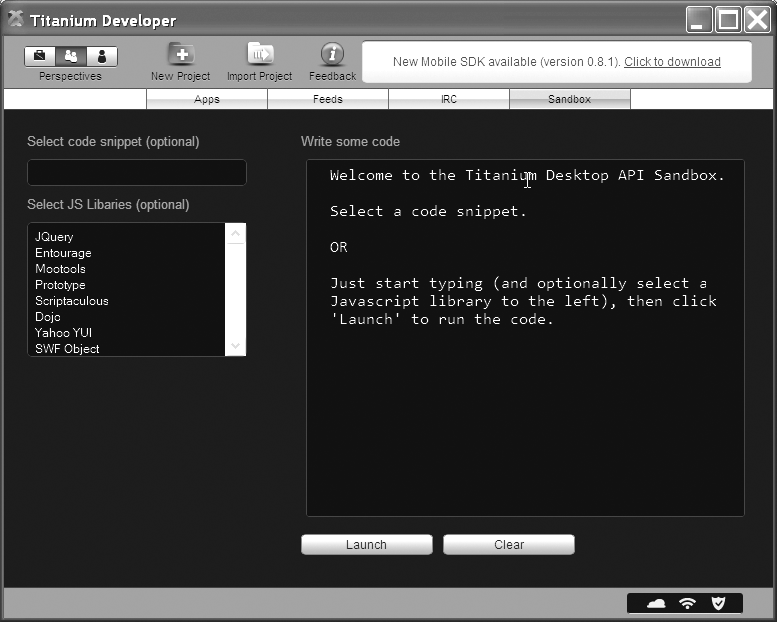 Titanium Developer
Perspectives
New Project
Import Project
Feedback
New Mobile SDK available (version 0.8.1). Click to download
Apps
Feeds
IRC
Sandbox
Select code snippet (optional)
Select JS Libaries (optional)
JQuery
Entourage
Mootools
Prototype
Scriptaculous
Dojo
Yahoo YUI
SWF Object
Write some code
Welcome to the Titanium Desktop API Sandbox.
Select a code snippet.
OR
Just start typing (and optionally select a
Javascript library to the left), then click
'Launch' to run the code.
Launch
Clear